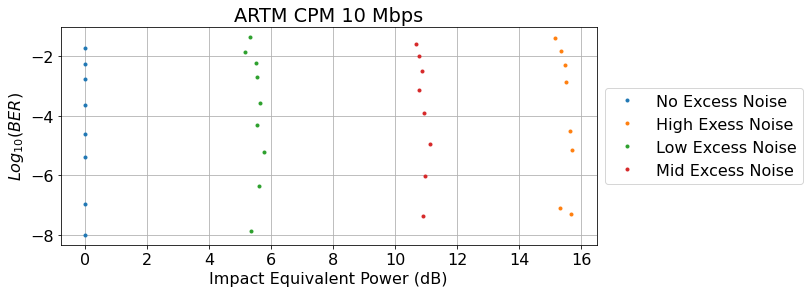 ARTM CPM 10 Mbps
Log10(BER)
−2
−4
−6
−8
0 2 4 6 8 10 12 14 16
Impact Equivalent Power (dB)
No Excess Noise
High Exess Noise
Low Excess Noise
Mid Excess Noise